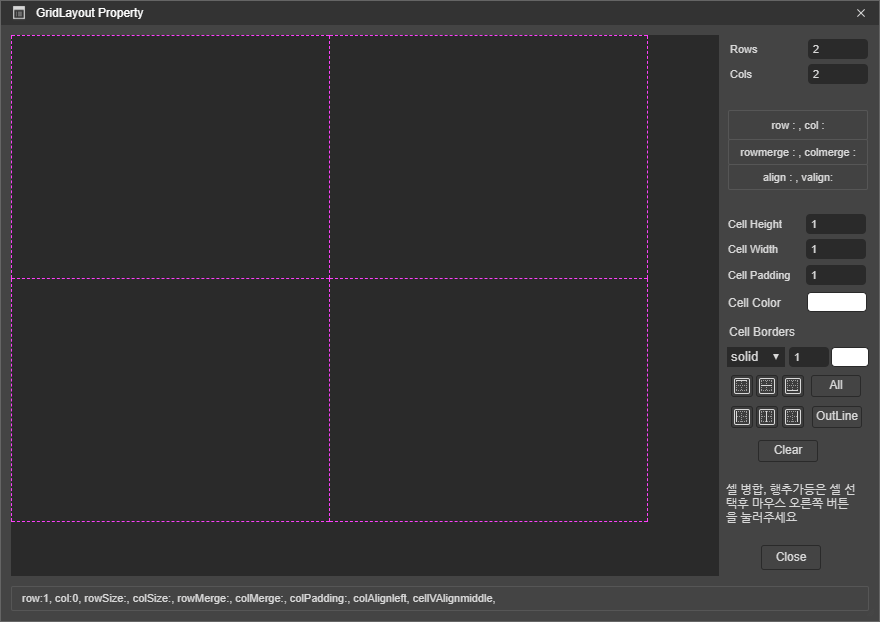 GridLayout Property
Rows 2
Cols 2
row : , col :
rowmerge : , colmerge :
align : , valign:
Cell Height 1
Cell Width 1
Cell Padding 1
Cell Color
Cell Borders
solid 1
All
OutLine
Clear
셀 병합, 행추가등은 셀 선
택후 마우스 오른쪽 버튼
을 눌러주세요
Close
row:1, col:0, rowSize:, colSize:, rowMerge:, colMerge:, colPadding:, colAlignleft, cellVAlignmiddle,